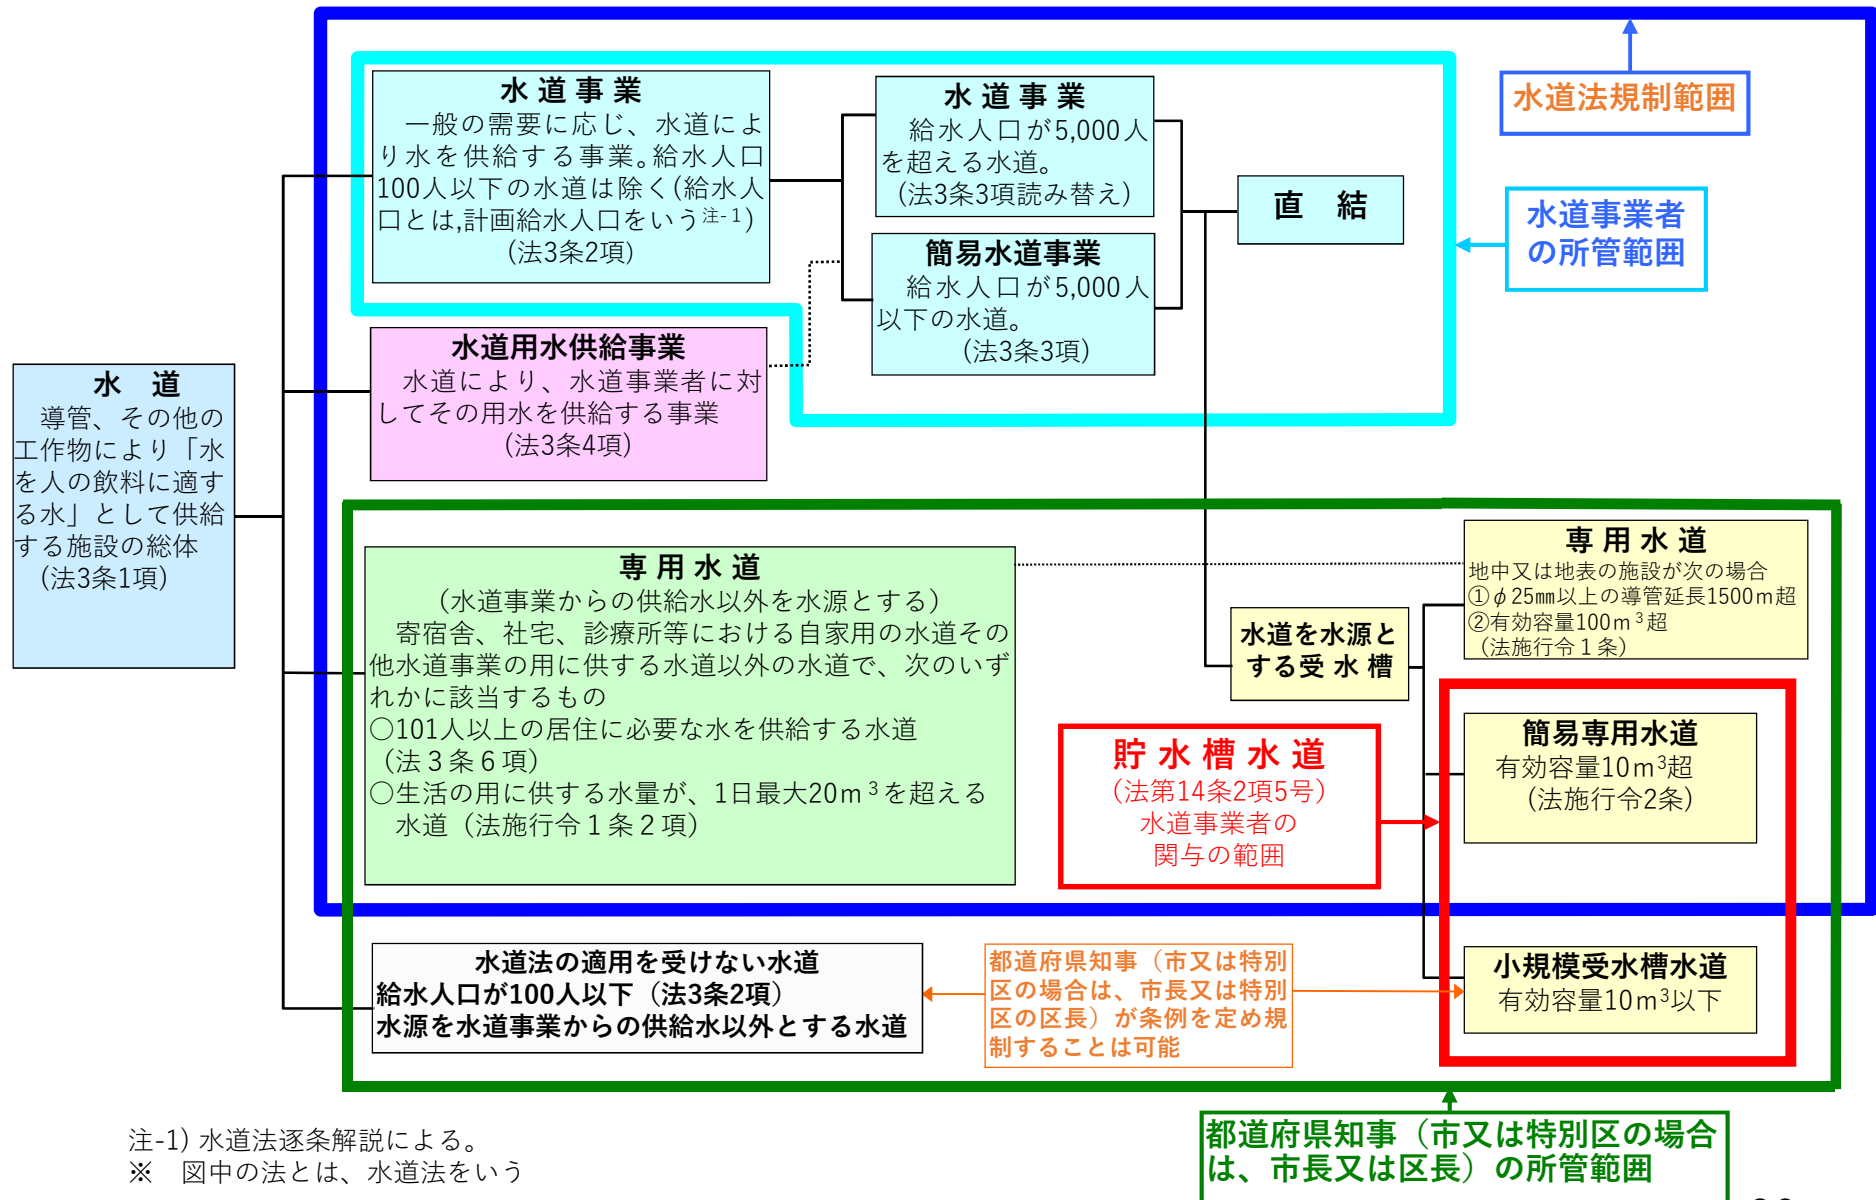 水道法規制範囲
水 道 事 業
一般の需要に応じ、水道によ
り水を供給する事業。給水人口
100人以下の水道は除く(給水人
口とは,計画給水人口をいう注-1)
(法3条2項)
水 道 事 業
給水人口が5,000人
を超える水道。
(法3条3項読み替え)
直 結
水道事業者
の所管範囲
簡易水道事業
給水人口が5,000人
以下の水道。
(法3条3項)
水道用水供給事業
水道により、水道事業者に対
してその用水を供給する事業
(法3条4項)
水 道
導管、その他の
工作物により「水
を人の飲料に適す
る水」として供給
する施設の総体
(法3条1項)
専 用 水 道
(水道事業からの供給水以外を水源とする)
寄宿舎、社宅、診療所等における自家用の水道その
他水道事業の用に供する水道以外の水道で、次のいず
れかに該当するもの
○101人以上の居住に必要な水を供給する水道
(法3条6項)
○生活の用に供する水量が、1日最大20m³を超える
水道(法施行令1条2項)
水道を水源と
する受 水 槽
専 用 水 道
地中又は地表の施設が次の場合
①φ25㎜以上の導管延長1500m超
②有効容量100m³超
(法施行令1条)
貯 水 槽 水 道
(法第14条2項5号)
水道事業者の
関与の範囲
簡易専用水道
有効容量10m³超
(法施行令2条)
水道法の適用を受けない水道
給水人口が100人以下(法3条2項)
水源を水道事業からの供給水以外とする水道
都道府県知事(市又は特別
区の場合は、市長又は特別
区の区長)が条例を定め規
制することは可能
小規模受水槽水道
有効容量10m³以下
都道府県知事(市又は特別区の場合
は、市長又は区長)の所管範囲
注-1) 水道法逐条解説による。
※ 図中の法とは、水道法をいう